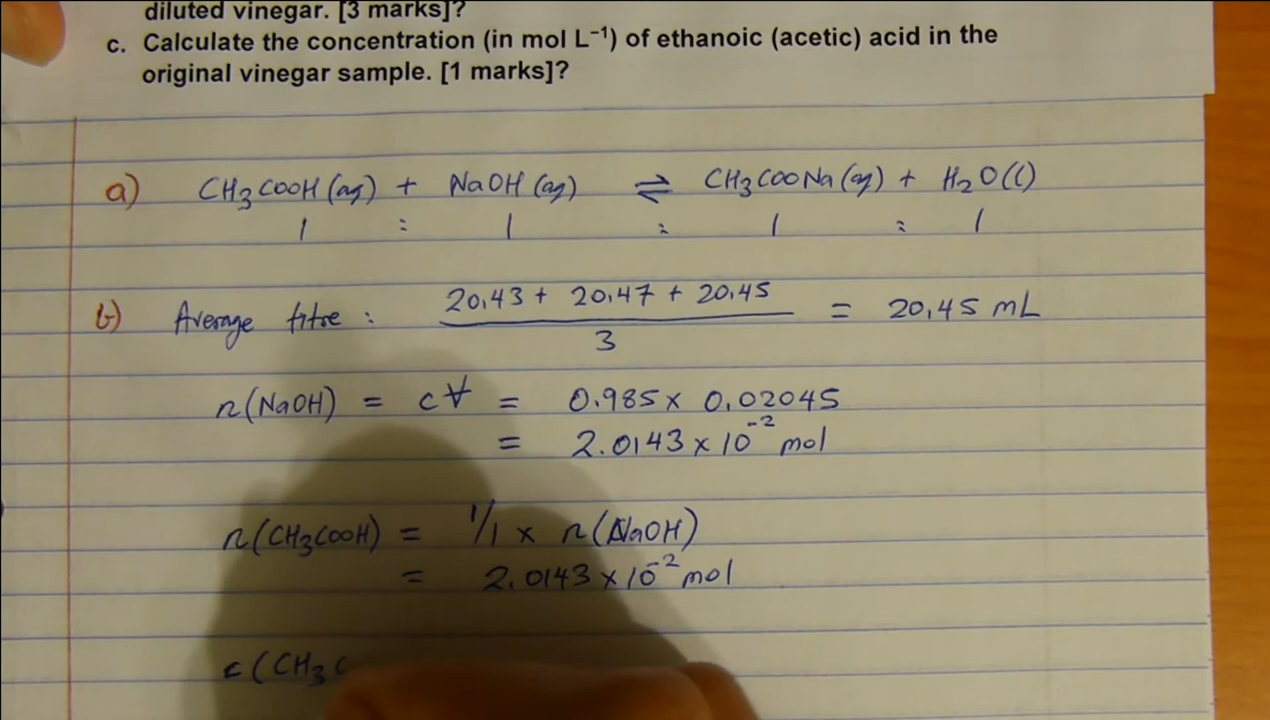 diluted vinegar. [3 marks]?
c. Calculate the concentration (in mol L⁻¹) of ethanoic (acetic) acid in the
original vinegar sample. [1 marks]?
a) CH₃COOH (aq) + NaOH (aq) ⇌ CH₃COONa (aq) + H₂O (l)
1 : 1 : 1 : 1
b) Average titre : (20.43 + 20.47 + 20.45) / 3 = 20.45 mL
n(NaOH) = cV = 0.985 x 0.02045
= 2.0143 x 10⁻² mol
n(CH₃COOH) = 1/1 x n(NaOH)
= 2.0143 x 10⁻² mol
c(CH₃C